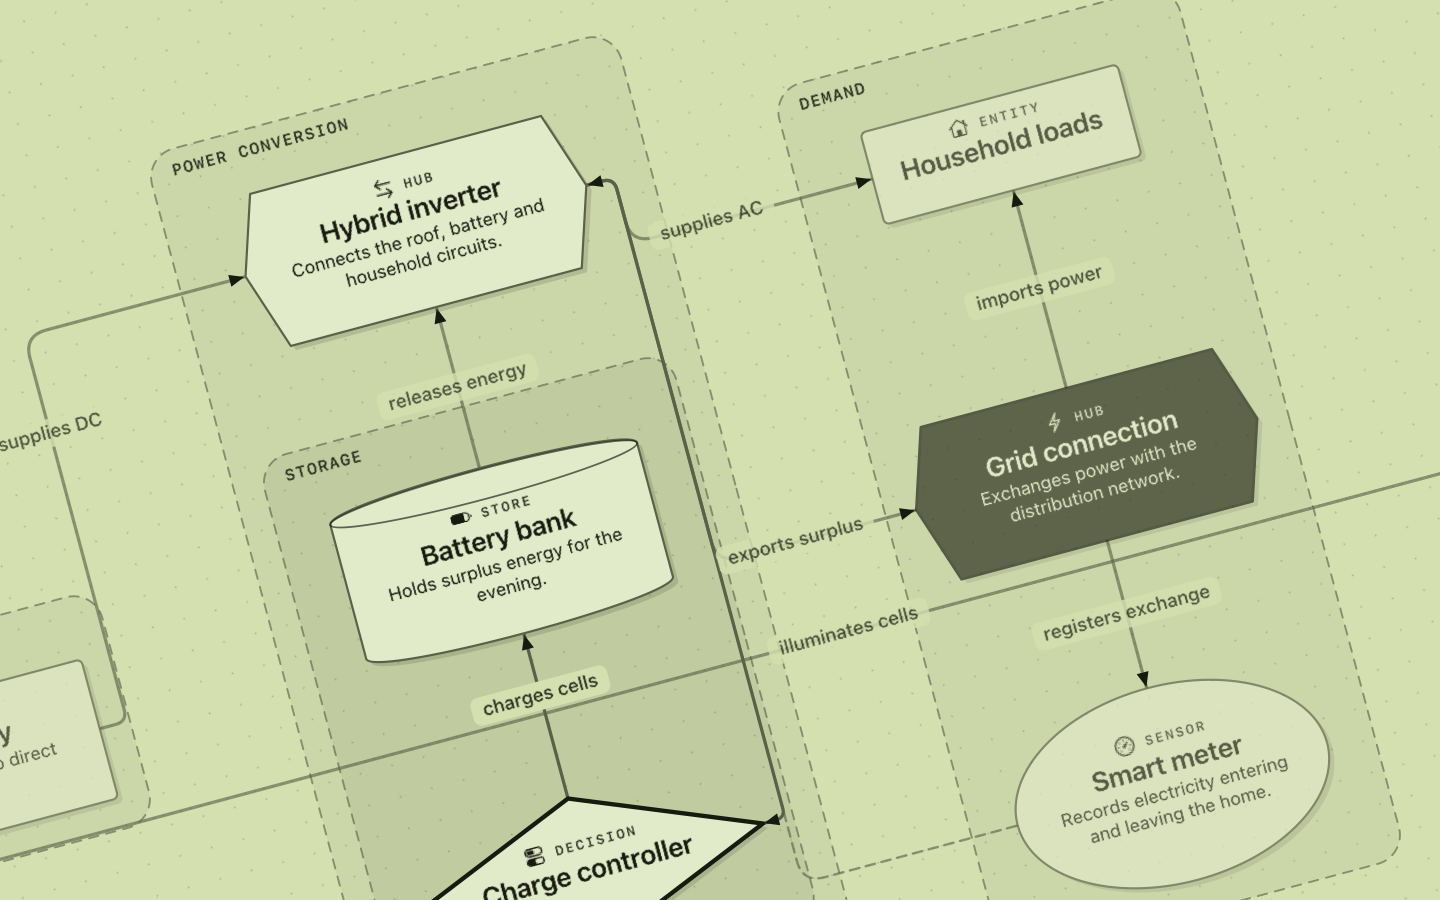 POWER CONVERSION
HUB
Hybrid inverter
Connects the roof, battery and
household circuits.
supplies AC
DEMAND
ENTITY
Household loads
imports power
releases energy
supplies DC
STORAGE
STORE
Battery bank
Holds surplus energy for the
evening.
HUB
Grid connection
Exchanges power with the
distribution network.
exports surplus
illuminates cells
registers exchange
charges cells
direct
SENSOR
Smart meter
Records electricity entering
and leaving the home.
DECISION
Charge controller